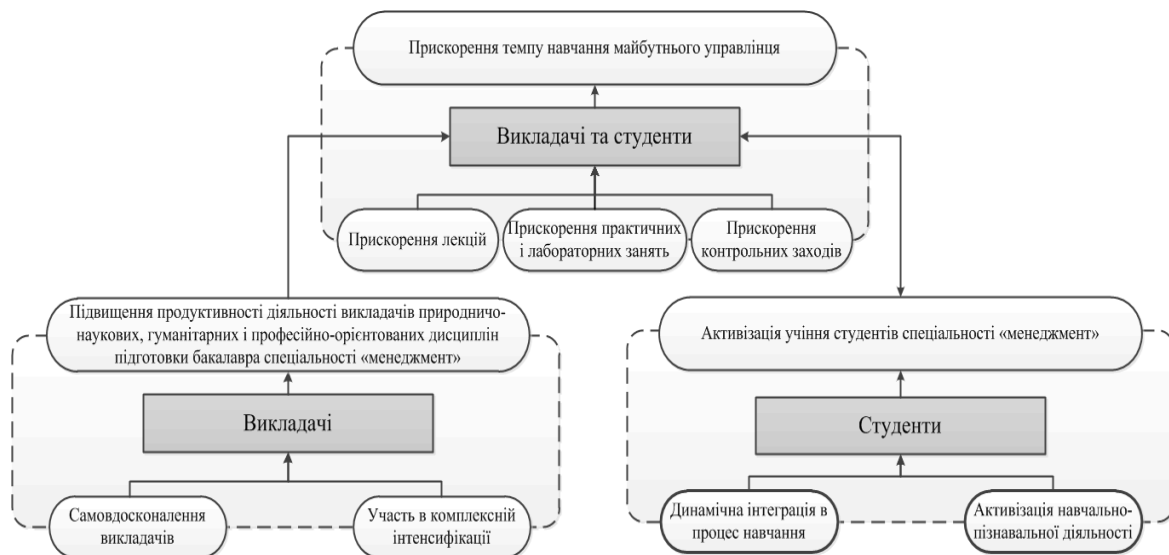 Прискорення темпу навчання майбутнього управлінця
Викладачі та студенти
Прискорення лекцій
Прискорення практичних
і лабораторних занять
Прискорення
контрольних заходів
Підвищення продуктивності діяльності викладачів природничо-
наукових, гуманітарних і професійно-орієнтованих дисциплін
підготовки бакалавра спеціальності «менеджмент»
Викладачі
Самовдосконалення
викладачів
Участь в комплексній
інтенсифікації
Активізація учіння студентів спеціальності «менеджмент»
Студенти
Динамічна інтеграція в
процес навчання
Активізація навчально-
пізнавальної діяльності